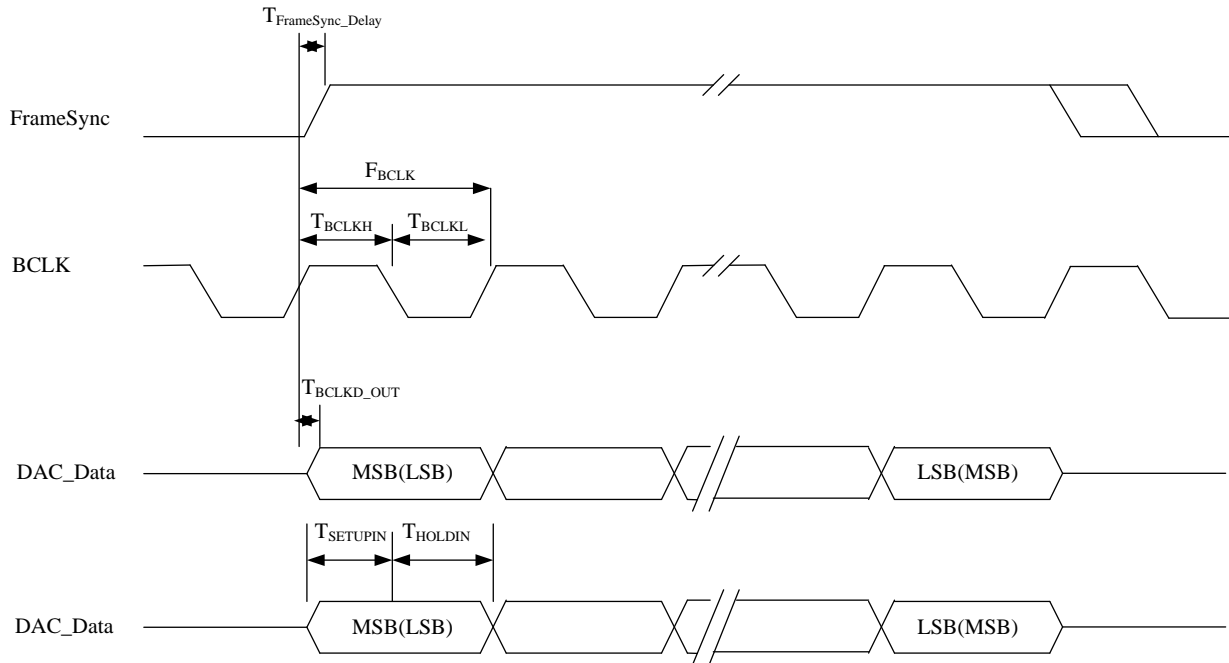 TFrameSync_Delay
FrameSync
FBCLK
TBCLKH
TBCLKL
BCLK
TBCLKD_OUT
DAC_Data
MSB(LSB)
LSB(MSB)
TSETUPIN
THOLDIN
DAC_Data
MSB(LSB)
LSB(MSB)